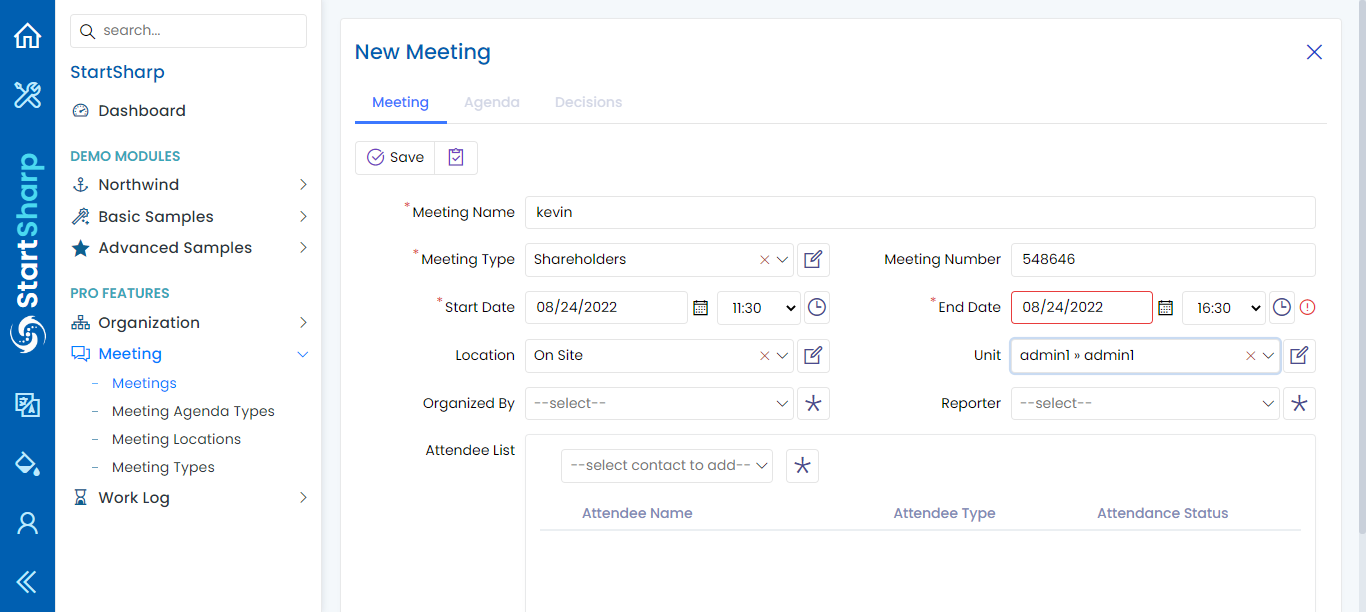 search...
StartSharp
Dashboard
DEMO MODULES
Northwind
Basic Samples
Advanced Samples
PRO FEATURES
Organization
Meeting
Meetings
Meeting Agenda Types
Meeting Locations
Meeting Types
Work Log
StartSharp
New Meeting
Meeting Agenda Decisions
Save
*Meeting Name kevin
*Meeting Type Shareholders Meeting Number 548646
*Start Date 08/24/2022 11:30 *End Date 08/24/2022 16:30
Location On Site Unit admin1 » admin1
Organized By --select-- Reporter --select--
Attendee List --select contact to add--
Attendee Name Attendee Type Attendance Status